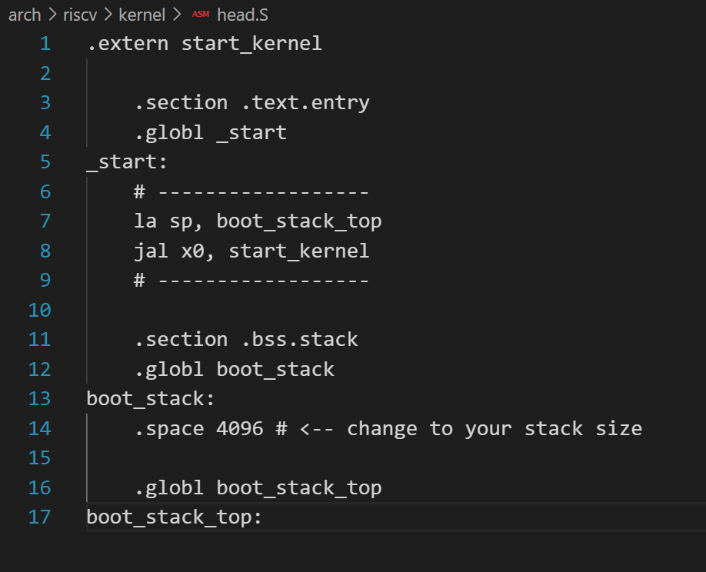 arch > riscv > kernel > ASM head.S
1 .extern start_kernel
2
3     .section .text.entry
4     .globl _start
5 _start:
6     # ------------------
7     la sp, boot_stack_top
8     jal x0, start_kernel
9     # ------------------
10
11     .section .bss.stack
12     .globl boot_stack
13 boot_stack:
14     .space 4096 # <-- change to your stack size
15
16     .globl boot_stack_top
17 boot_stack_top: